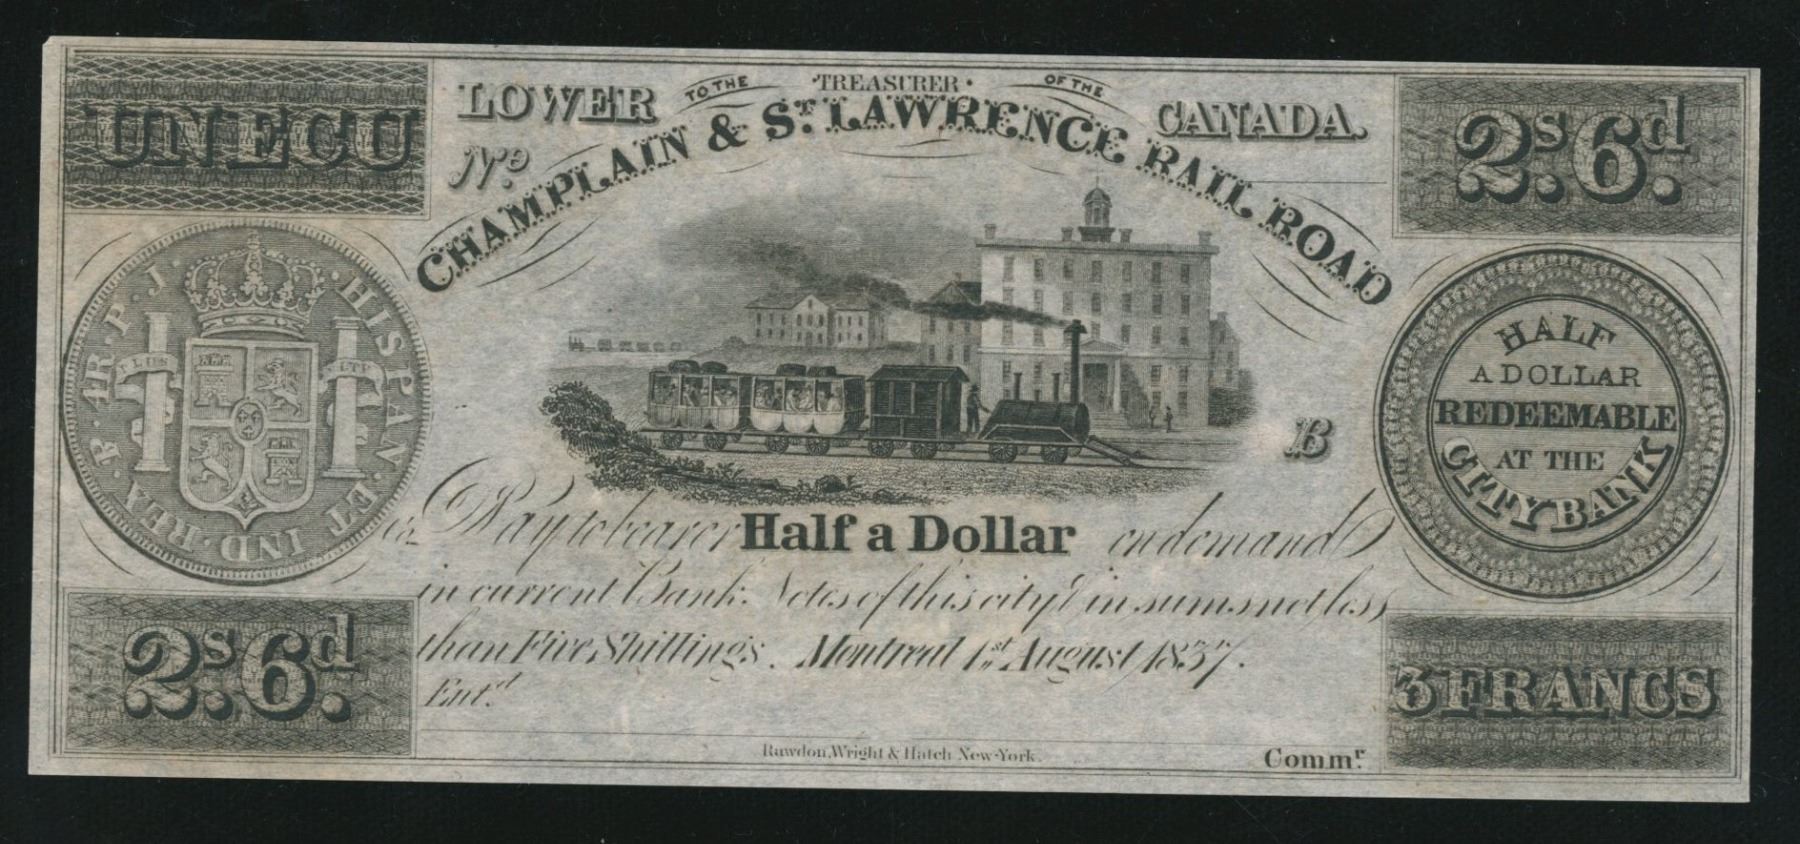 UN ECU
LOWER TO THE TREASURER OF THE CANADA.
2s. 6d.
No.
CHAMPLAIN & ST. LAWRENCE RAIL ROAD
HISPAN · ET IND · REX · P · 4R · P · J ·
HALF
A DOLLAR
REDEEMABLE
AT THE
CITY BANK
B
Pay to bearer Half a Dollar on demand
in current Bank Notes of this city in sums not less
than Five Shillings. Montreal 1st August 1837.
Entd.
2s. 6d.
3 FRANCS
Rawdon, Wright & Hatch New-York.
Commr.